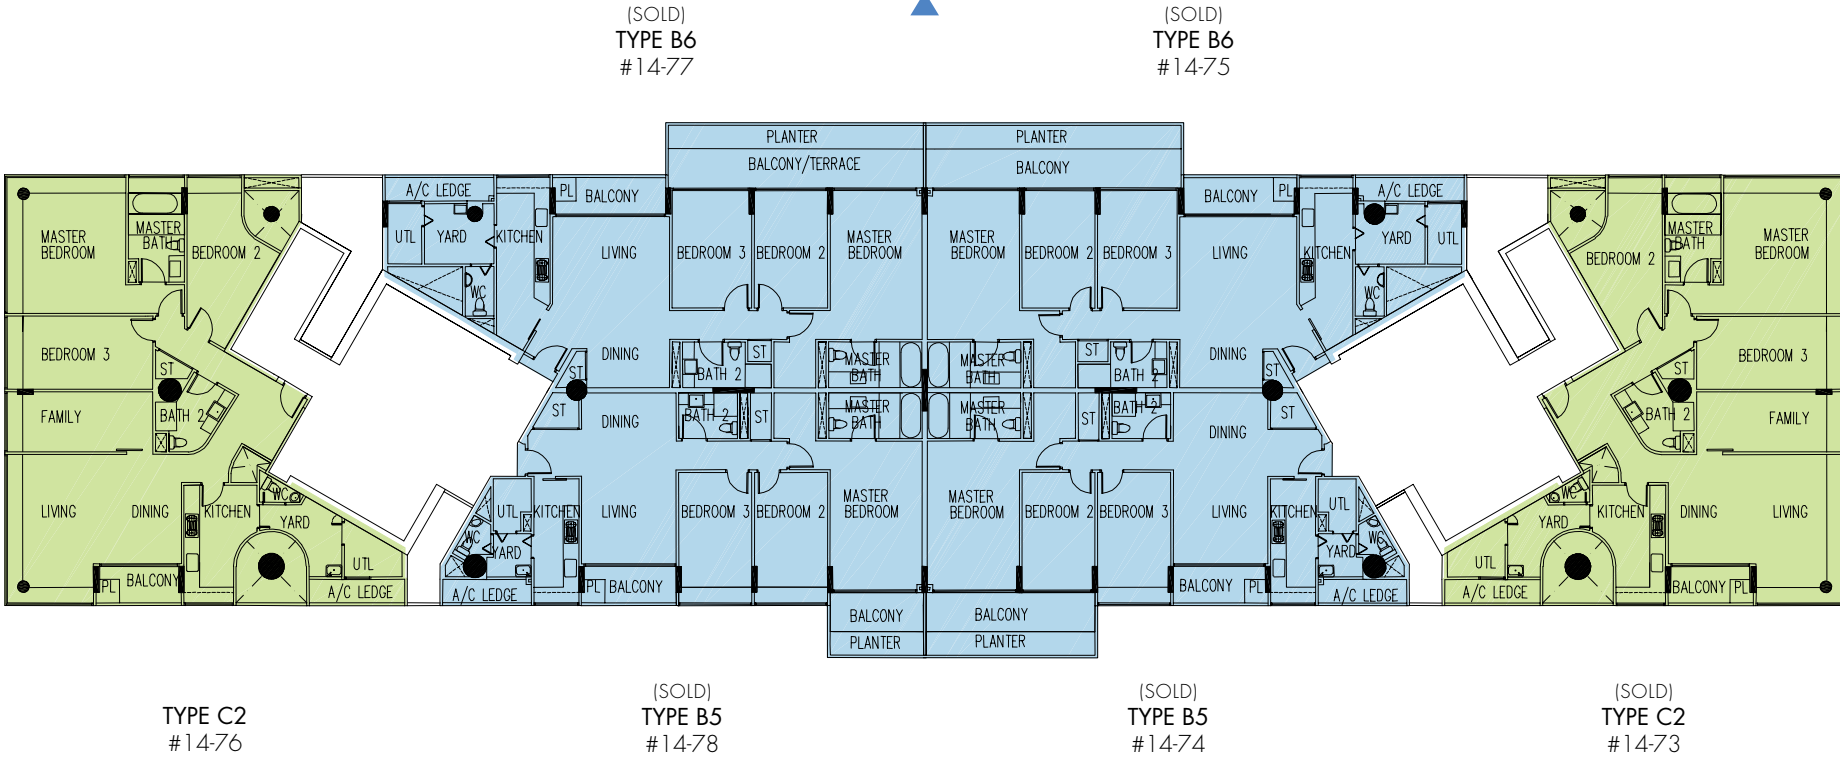 (SOLD)
TYPE B6
#14-77
(SOLD)
TYPE B6
#14-75
PLANTER
BALCONY/TERRACE
PLANTER
BALCONY
MASTER
BEDROOM
MASTER
BATH
BEDROOM 2
BEDROOM 3
ST
FAMILY
BATH 2
LIVING
DINING
KITCHEN
WC
YARD
UTL
PL
BALCONY
A/C LEDGE
A/C LEDGE
UTL
YARD
KITCHEN
WC
PL
BALCONY
LIVING
BEDROOM 3
BEDROOM 2
MASTER
BEDROOM
DINING
ST
BATH 2
ST
MASTER
BATH
MASTER
BEDROOM
BEDROOM 2
BEDROOM 3
LIVING
BALCONY
PL
KITCHEN
A/C LEDGE
YARD
UTL
WC
MASTER
BATH
ST
BATH 2
DINING
ST
ST
DINING
BATH 2
ST
MASTER
BATH
LIVING
KITCHEN
UTL
WC
YARD
A/C LEDGE
PL
BALCONY
BEDROOM 3
BEDROOM 2
MASTER
BEDROOM
BALCONY
PLANTER
MASTER
BATH
ST
BATH 2
DINING
ST
MASTER
BEDROOM
BEDROOM 2
BEDROOM 3
LIVING
KITCHEN
UTL
WC
YARD
BALCONY
PL
A/C LEDGE
BALCONY
PLANTER
BEDROOM 2
MASTER
BATH
MASTER
BEDROOM
BEDROOM 3
ST
BATH 2
FAMILY
WC
YARD
KITCHEN
DINING
LIVING
UTL
A/C LEDGE
BALCONY
PL
TYPE C2
#14-76
(SOLD)
TYPE B5
#14-78
(SOLD)
TYPE B5
#14-74
(SOLD)
TYPE C2
#14-73